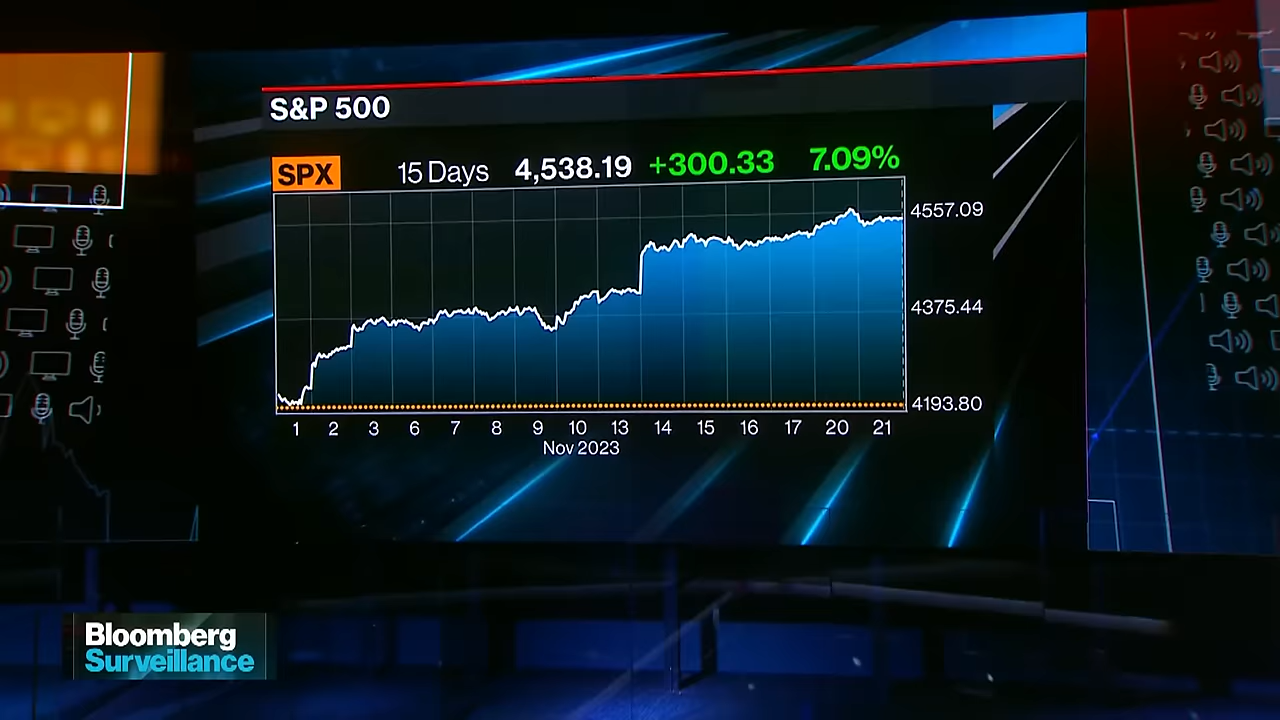 S&P 500
SPX 15 Days 4,538.19 +300.33 7.09%
4557.09
4375.44
4193.80
1 2 3 6 7 8 9 10 13 14 15 16 17 20 21
Nov 2023
Bloomberg
Surveillance